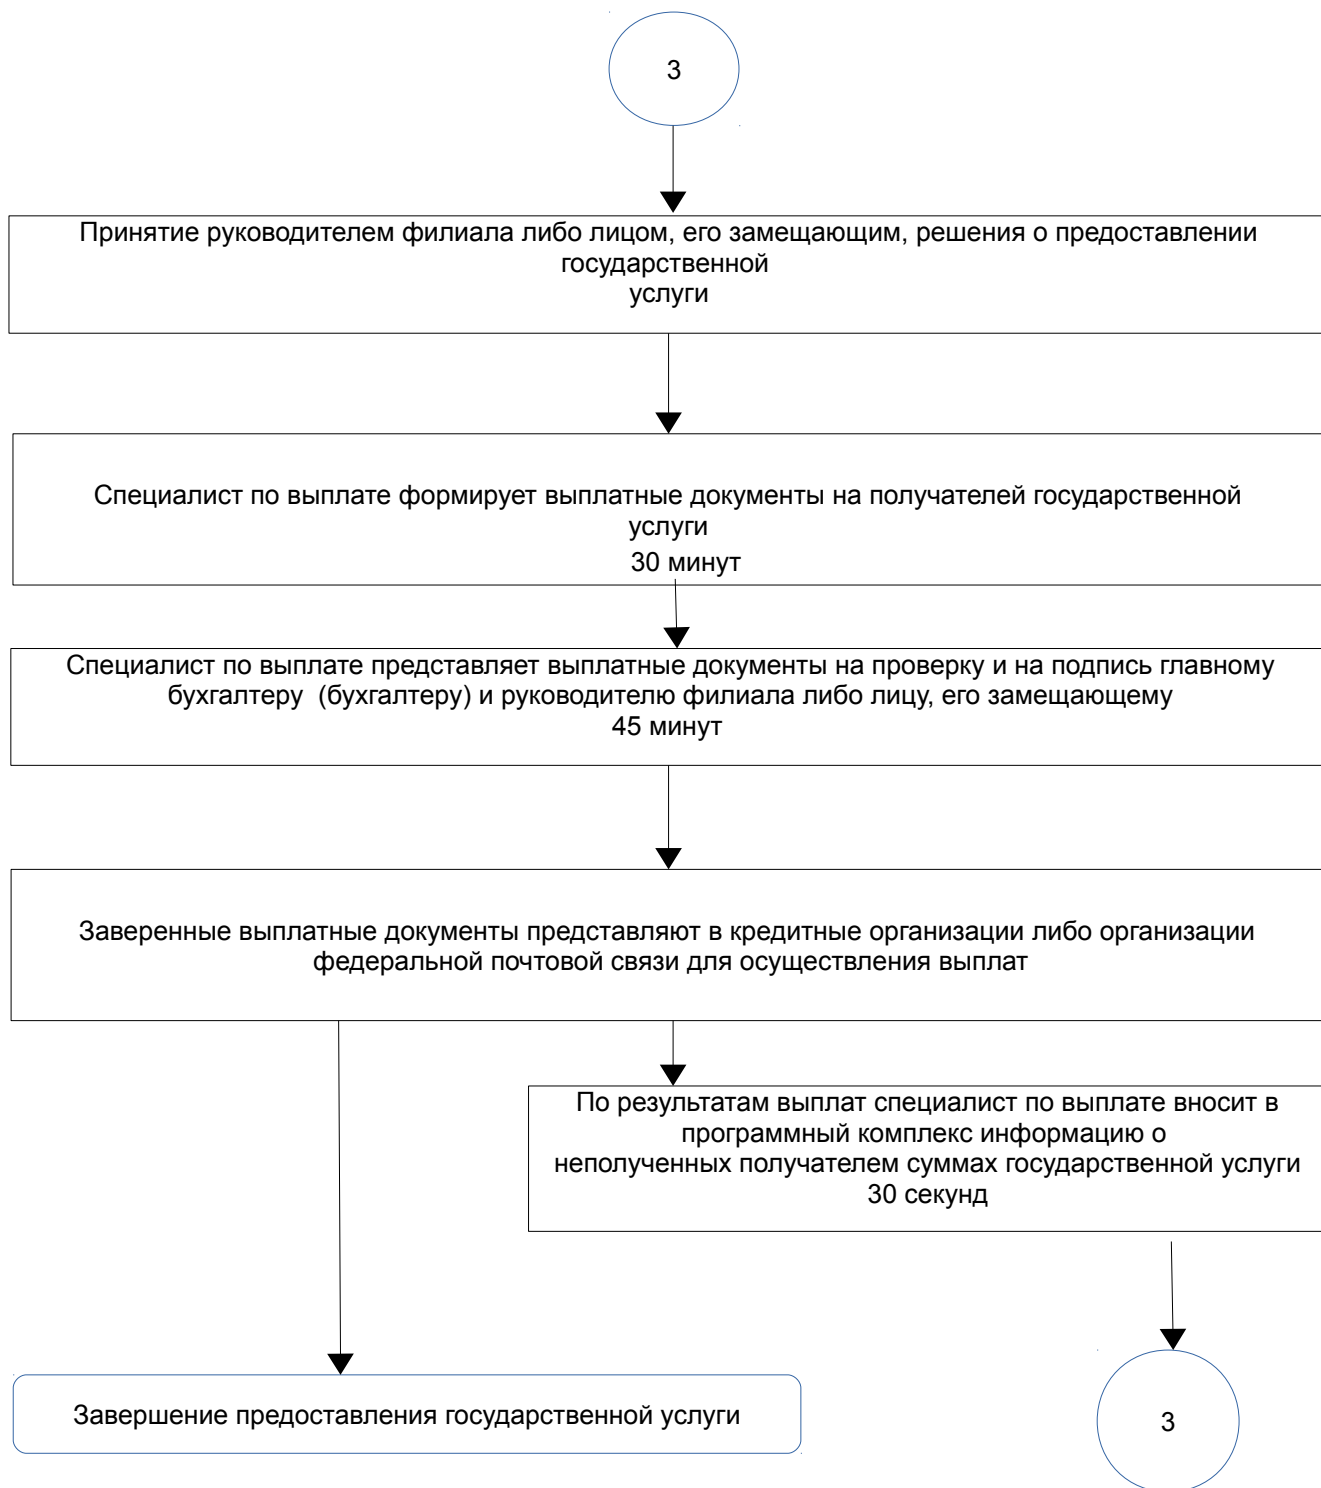 3
Принятие руководителем филиала либо лицом, его замещающим, решения о предоставлении
государственной
услуги
Специалист по выплате формирует выплатные документы на получателей государственной
услуги
30 минут
Специалист по выплате представляет выплатные документы на проверку и на подпись главному
бухгалтеру  (бухгалтеру) и руководителю филиала либо лицу, его замещающему
45 минут
Заверенные выплатные документы представляют в кредитные организации либо организации
федеральной почтовой связи для осуществления выплат
По результатам выплат специалист по выплате вносит в
программный комплекс информацию о
неполученных получателем суммах государственной услуги
30 секунд
Завершение предоставления государственной услуги
3